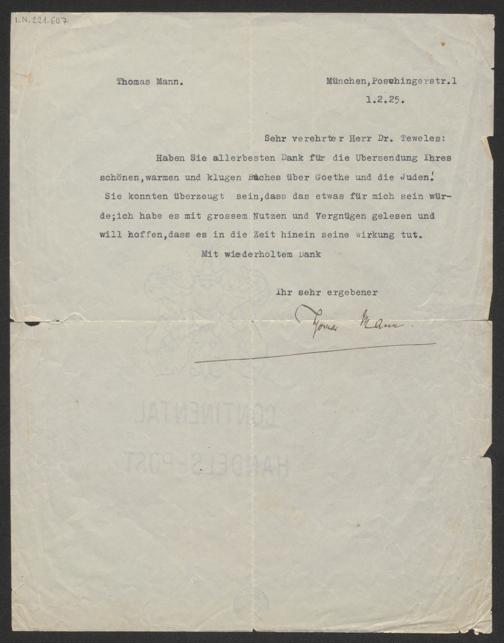 I.N. 221.607
Thomas Mann.
München,Poschingerstr.1
1.2.25.
Sehr verehrter Herr Dr. Teweles:
Haben Sie allerbesten Dank für die Übersendung Ihres
schönen,warmen und klugen Buches über Goethe und die Juden!
Sie konnten überzeugt sein,dass das etwas für mich sein wür-
de;ich habe es mit grossem Nutzen und Vergnügen gelesen und
will hoffen,dass es in die Zeit hinein seine Wirkung tut.
Mit wiederholtem Dank
Ihr sehr ergebener
Thomas Mann.
CONTINENTAL
HANDELS-POST